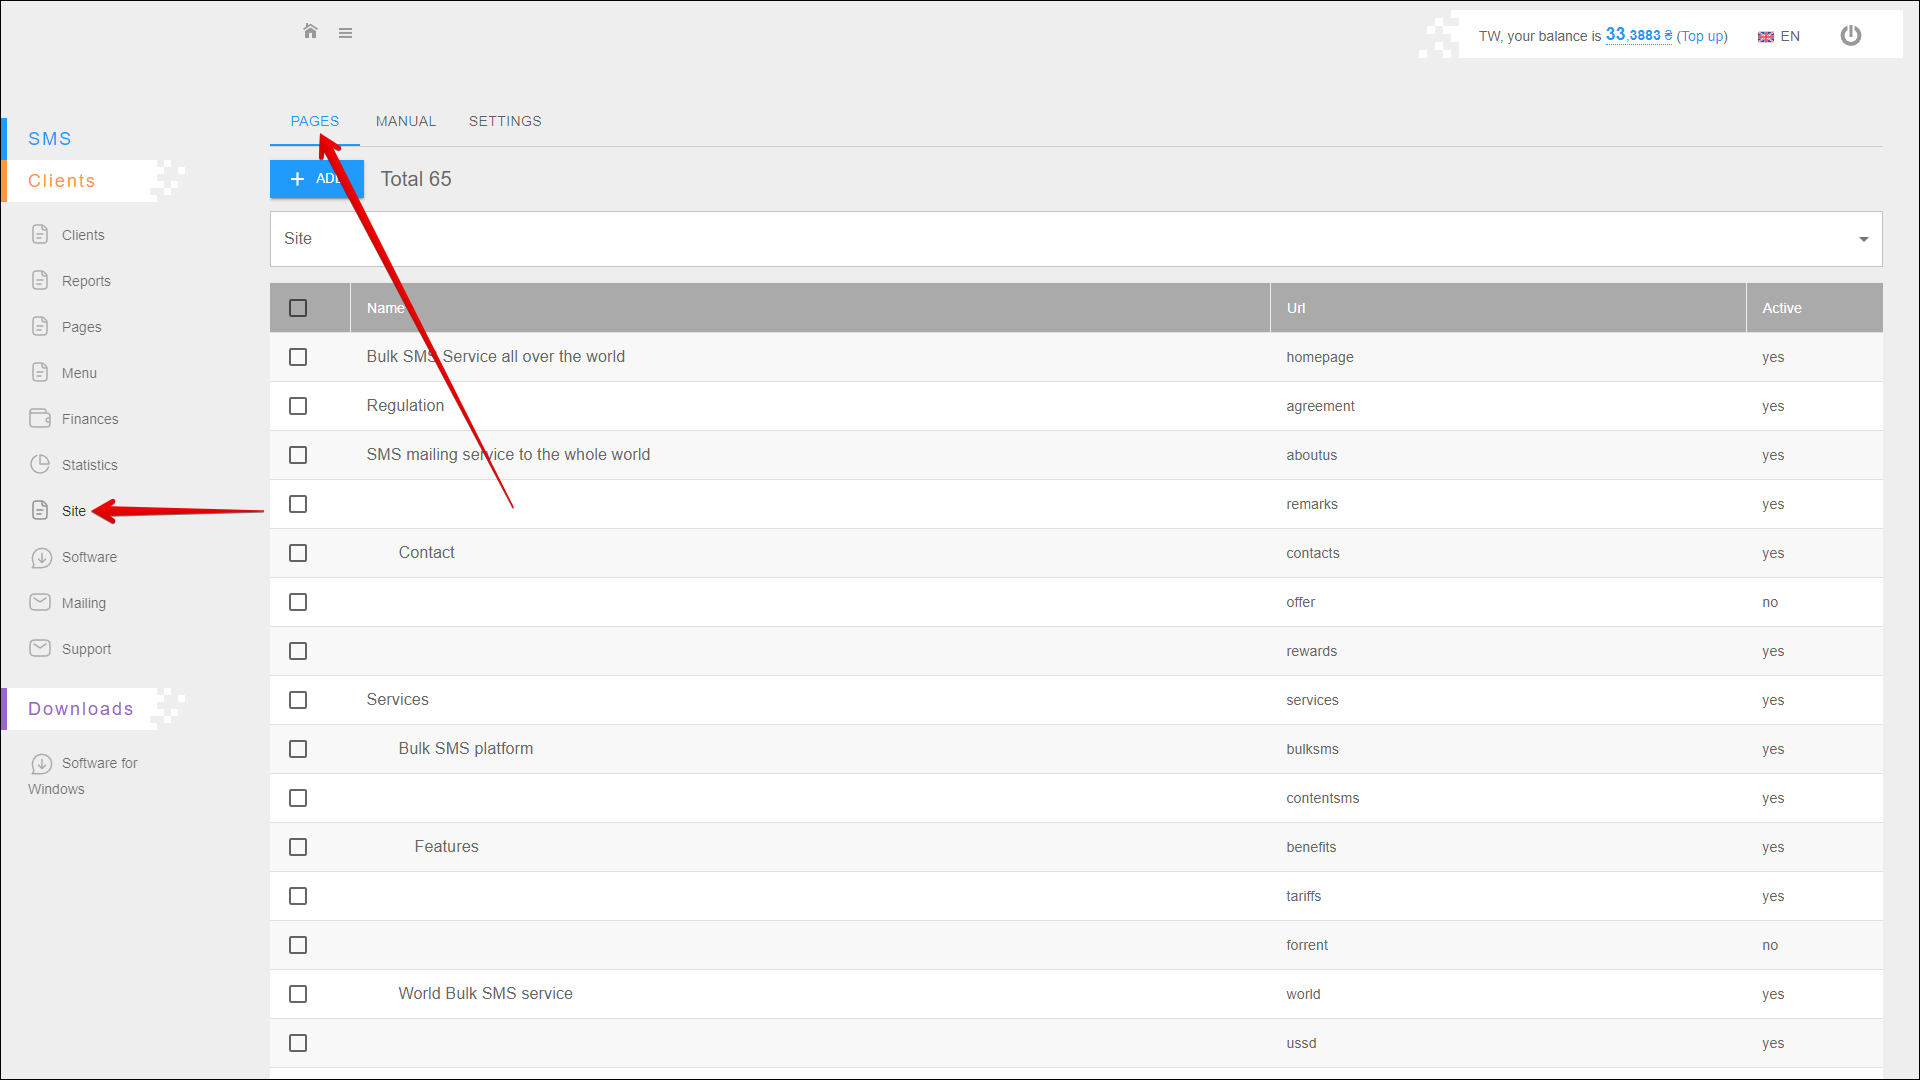 TW, your balance is 33,3883 ₴ (Top up)
EN
SMS
Clients
Clients
Reports
Pages
Menu
Finances
Statistics
Site
Software
Mailing
Support
Downloads
Software for
Windows
PAGES MANUAL SETTINGS
+ ADD Total 65
Site
Name Url Active
Bulk SMS Service all over the world homepage yes
Regulation agreement yes
SMS mailing service to the whole world aboutus yes
remarks yes
Contact contacts yes
offer no
rewards yes
Services services yes
Bulk SMS platform bulksms yes
contentsms yes
Features benefits yes
tariffs yes
forrent no
World Bulk SMS service world yes
ussd yes